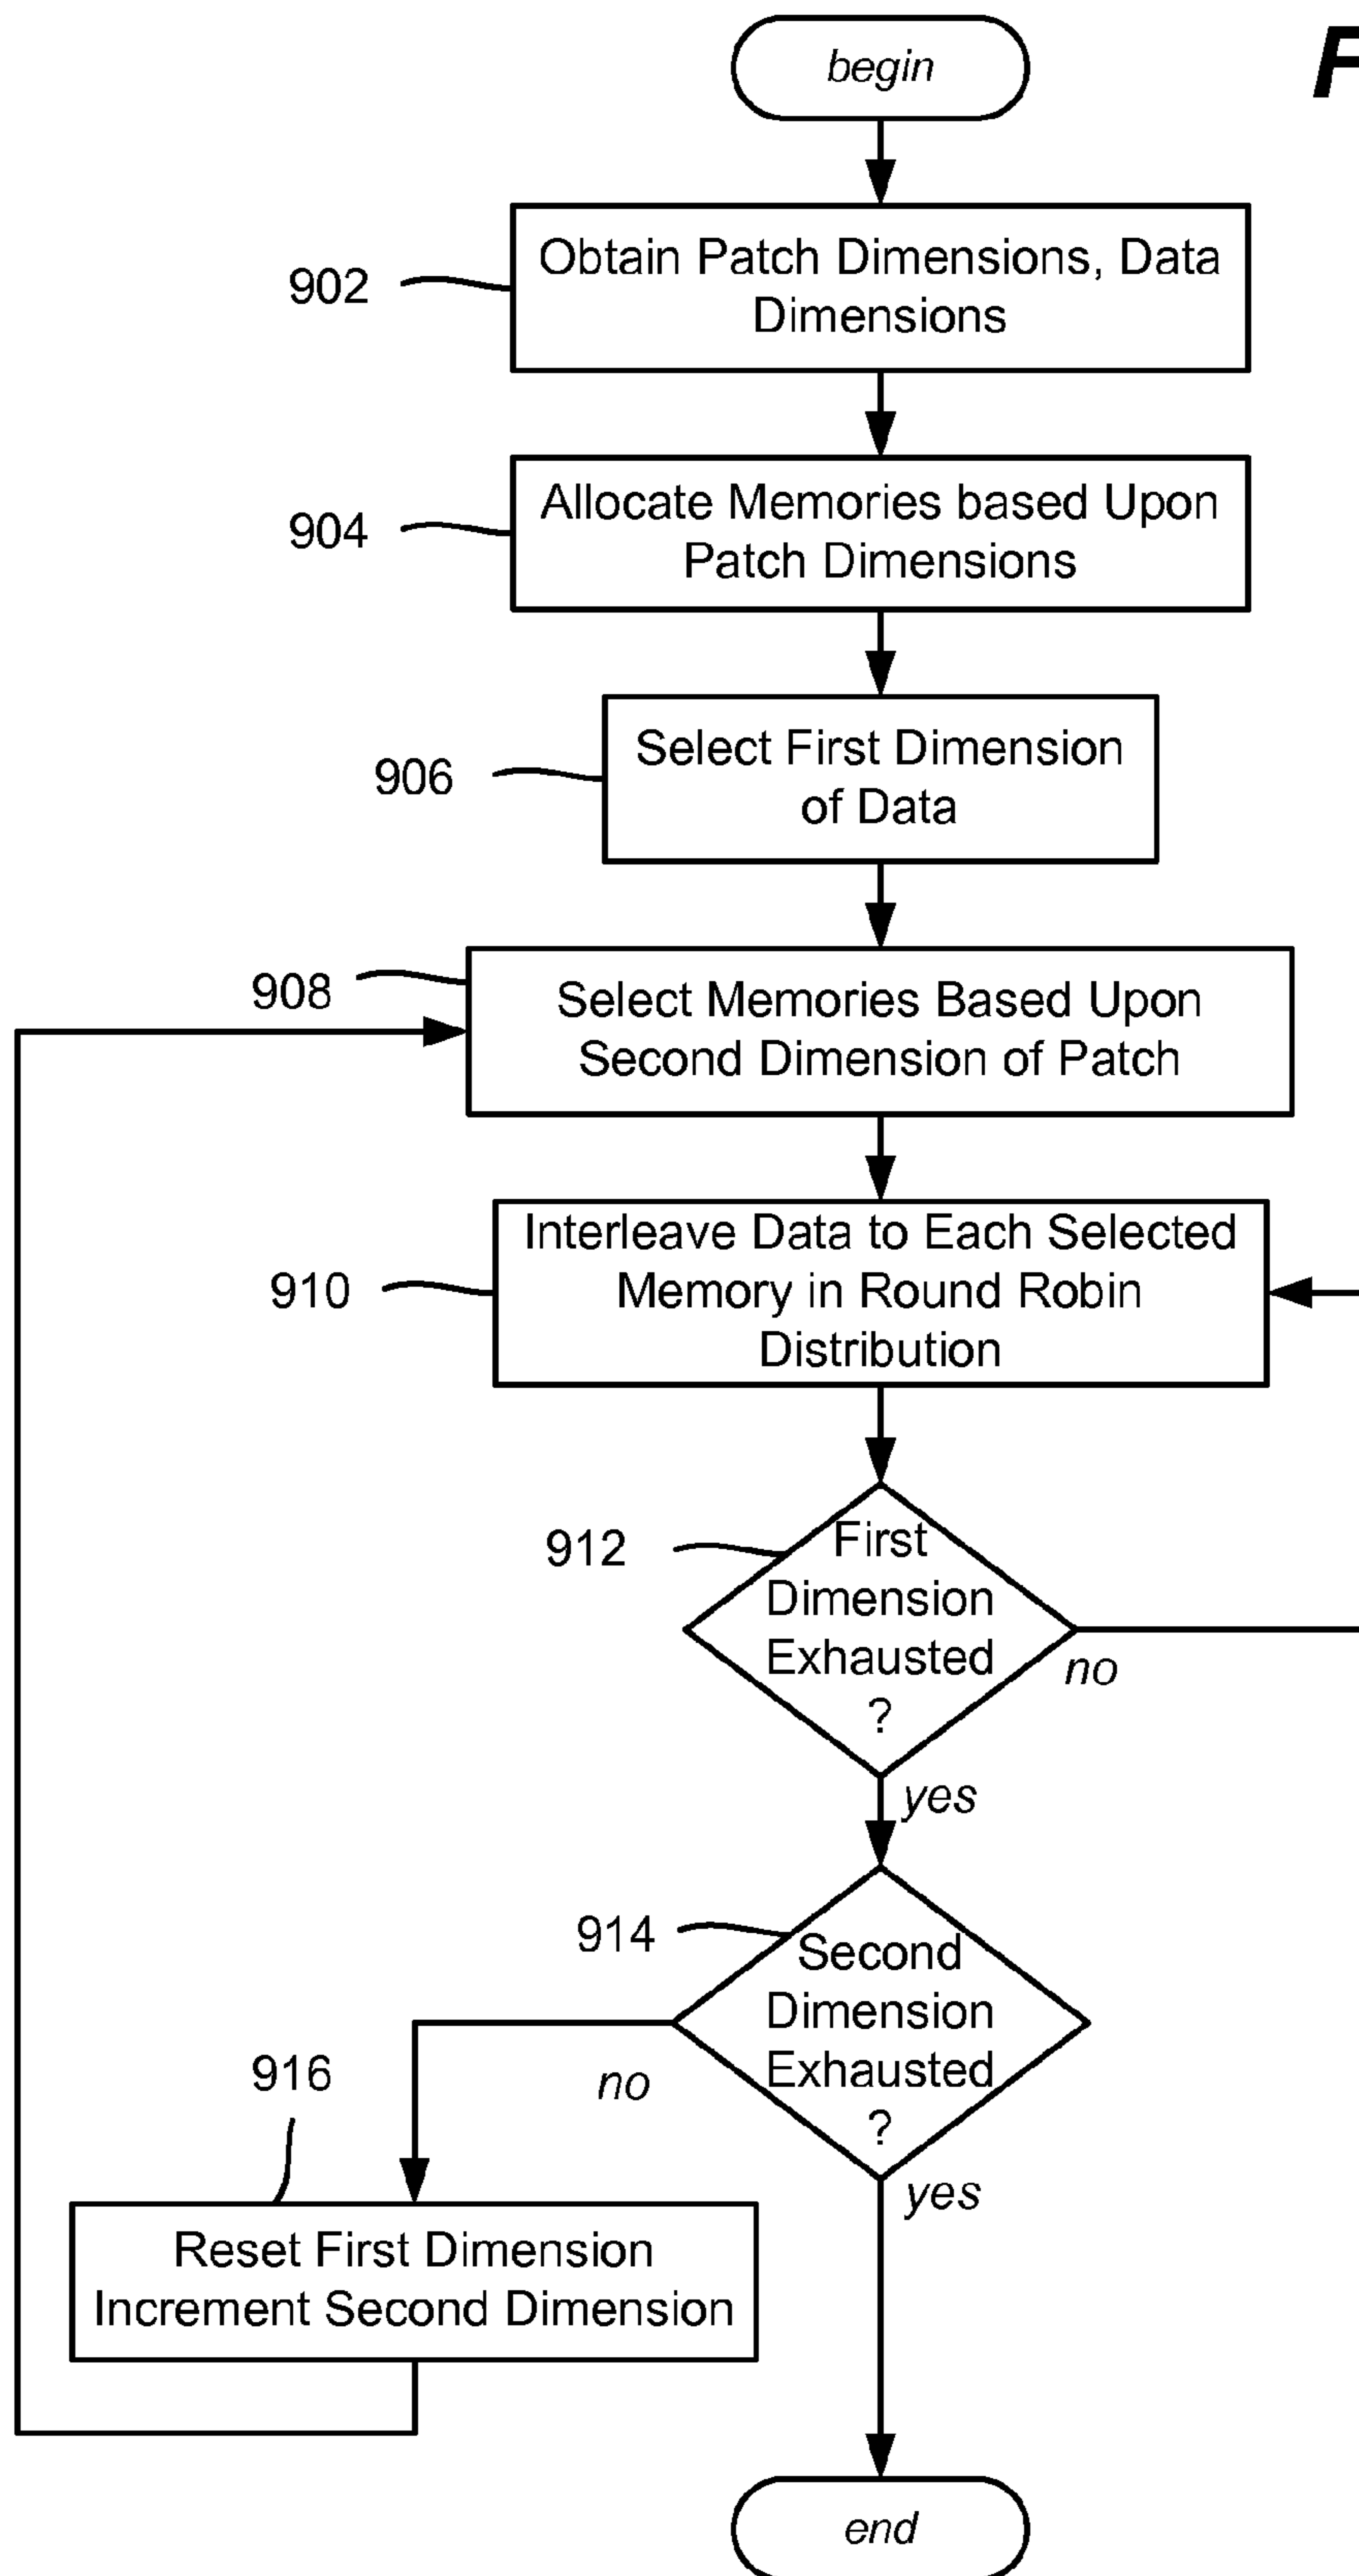 F
begin
902
Obtain Patch Dimensions, Data
Dimensions
904
Allocate Memories based Upon
Patch Dimensions
906
Select First Dimension
of Data
908
Select Memories Based Upon
Second Dimension of Patch
910
Interleave Data to Each Selected
Memory in Round Robin
Distribution
912
First
Dimension
Exhausted
?
no
yes
914
Second
Dimension
Exhausted
?
no
yes
916
Reset First Dimension
Increment Second Dimension
end